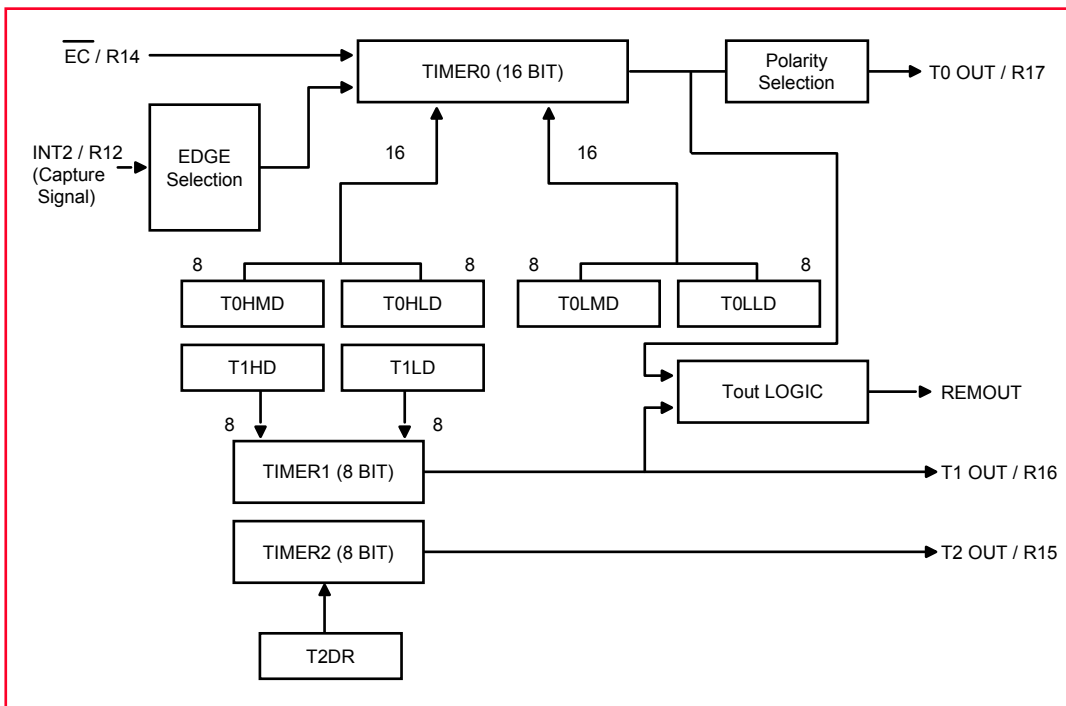 EC / R14
TIMER0 (16 BIT)
Polarity
Selection
T0 OUT / R17
INT2 / R12
(Capture
Signal)
EDGE
Selection
16
16
8
8
8
8
T0HMD
T0HLD
T0LMD
T0LLD
T1HD
T1LD
Tout LOGIC
REMOUT
8
8
TIMER1 (8 BIT)
T1 OUT / R16
TIMER2 (8 BIT)
T2 OUT / R15
T2DR